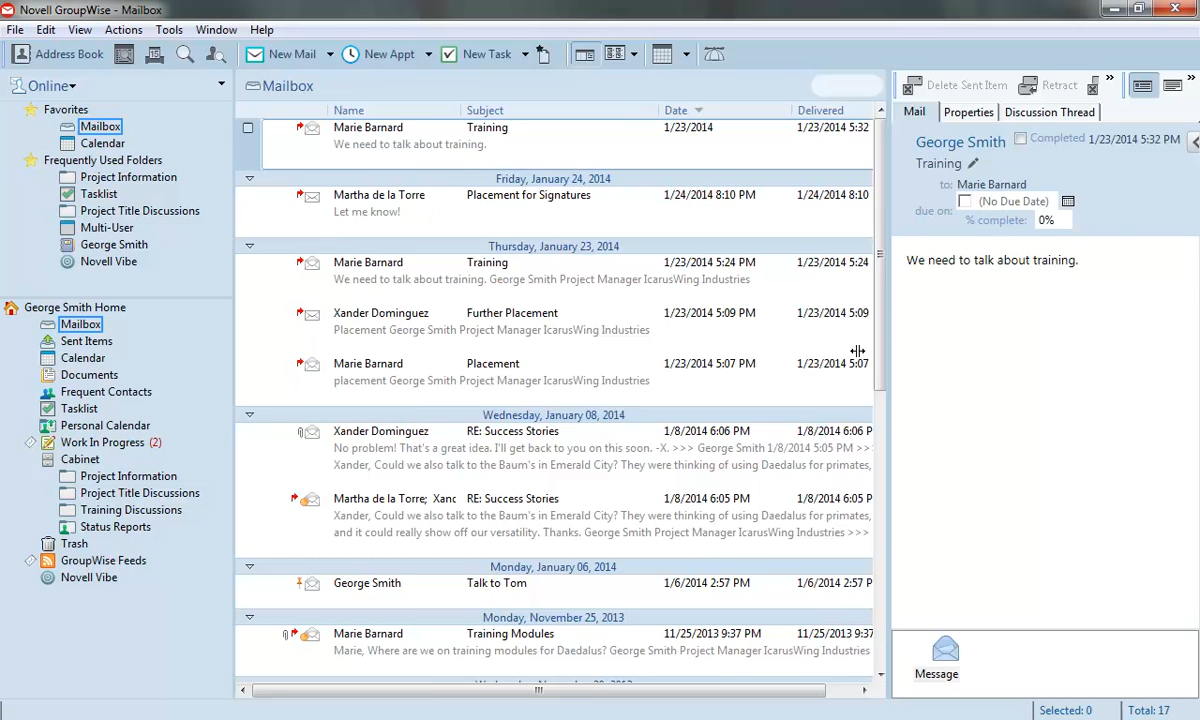 Novell GroupWise - Mailbox
File Edit View Actions Tools Window Help
Address Book New Mail New Appt New Task
Delete Sent Item Retract » »
Online
Mailbox
Favorites
Mailbox
Calendar
Frequently Used Folders
Project Information
Tasklist
Project Title Discussions
Multi-User
George Smith
Novell Vibe
George Smith Home
Mailbox
Sent Items
Calendar
Documents
Frequent Contacts
Tasklist
Personal Calendar
Work In Progress (2)
Cabinet
Project Information
Project Title Discussions
Training Discussions
Status Reports
Trash
GroupWise Feeds
Novell Vibe
Name Subject Date Delivered
Marie Barnard Training 1/23/2014 1/23/2014 5:32
We need to talk about training.
Friday, January 24, 2014
Martha de la Torre Placement for Signatures 1/24/2014 8:10 PM 1/24/2014 8:10
Let me know!
Thursday, January 23, 2014
Marie Barnard Training 1/23/2014 5:24 PM 1/23/2014 5:24
We need to talk about training. George Smith Project Manager IcarusWing Industries
Xander Dominguez Further Placement 1/23/2014 5:09 PM 1/23/2014 5:09
Placement George Smith Project Manager IcarusWing Industries
Marie Barnard Placement 1/23/2014 5:07 PM 1/23/2014 5:07
placement George Smith Project Manager IcarusWing Industries
Wednesday, January 08, 2014
Xander Dominguez RE: Success Stories 1/8/2014 6:06 PM 1/8/2014 6:06 P
No problem! That's a great idea. I'll get back to you on this soon. -X. >>> George Smith 1/8/2014 5:05 PM >>
Xander, Could we also talk to the Baum's in Emerald City? They were thinking of using Daedalus for primates,
Martha de la Torre; Xanc RE: Success Stories 1/8/2014 6:05 PM 1/8/2014 6:05 P
Xander, Could we also talk to the Baum's in Emerald City? They were thinking of using Daedalus for primates,
and it could really show off our versatility. Thanks. George Smith Project Manager IcarusWing Industries >>>
Monday, January 06, 2014
George Smith Talk to Tom 1/6/2014 2:57 PM 1/6/2014 2:57 P
Monday, November 25, 2013
Marie Barnard Training Modules 11/25/2013 9:37 PM 11/25/2013 9:37
Marie, Where are we on training modules for Daedalus? George Smith Project Manager IcarusWing Industries
Mail Properties Discussion Thread
George Smith Completed 1/23/2014 5:32 PM
Training
to: Marie Barnard
due on: (No Due Date)
% complete: 0%
We need to talk about training.
Message
Selected: 0 Total: 17